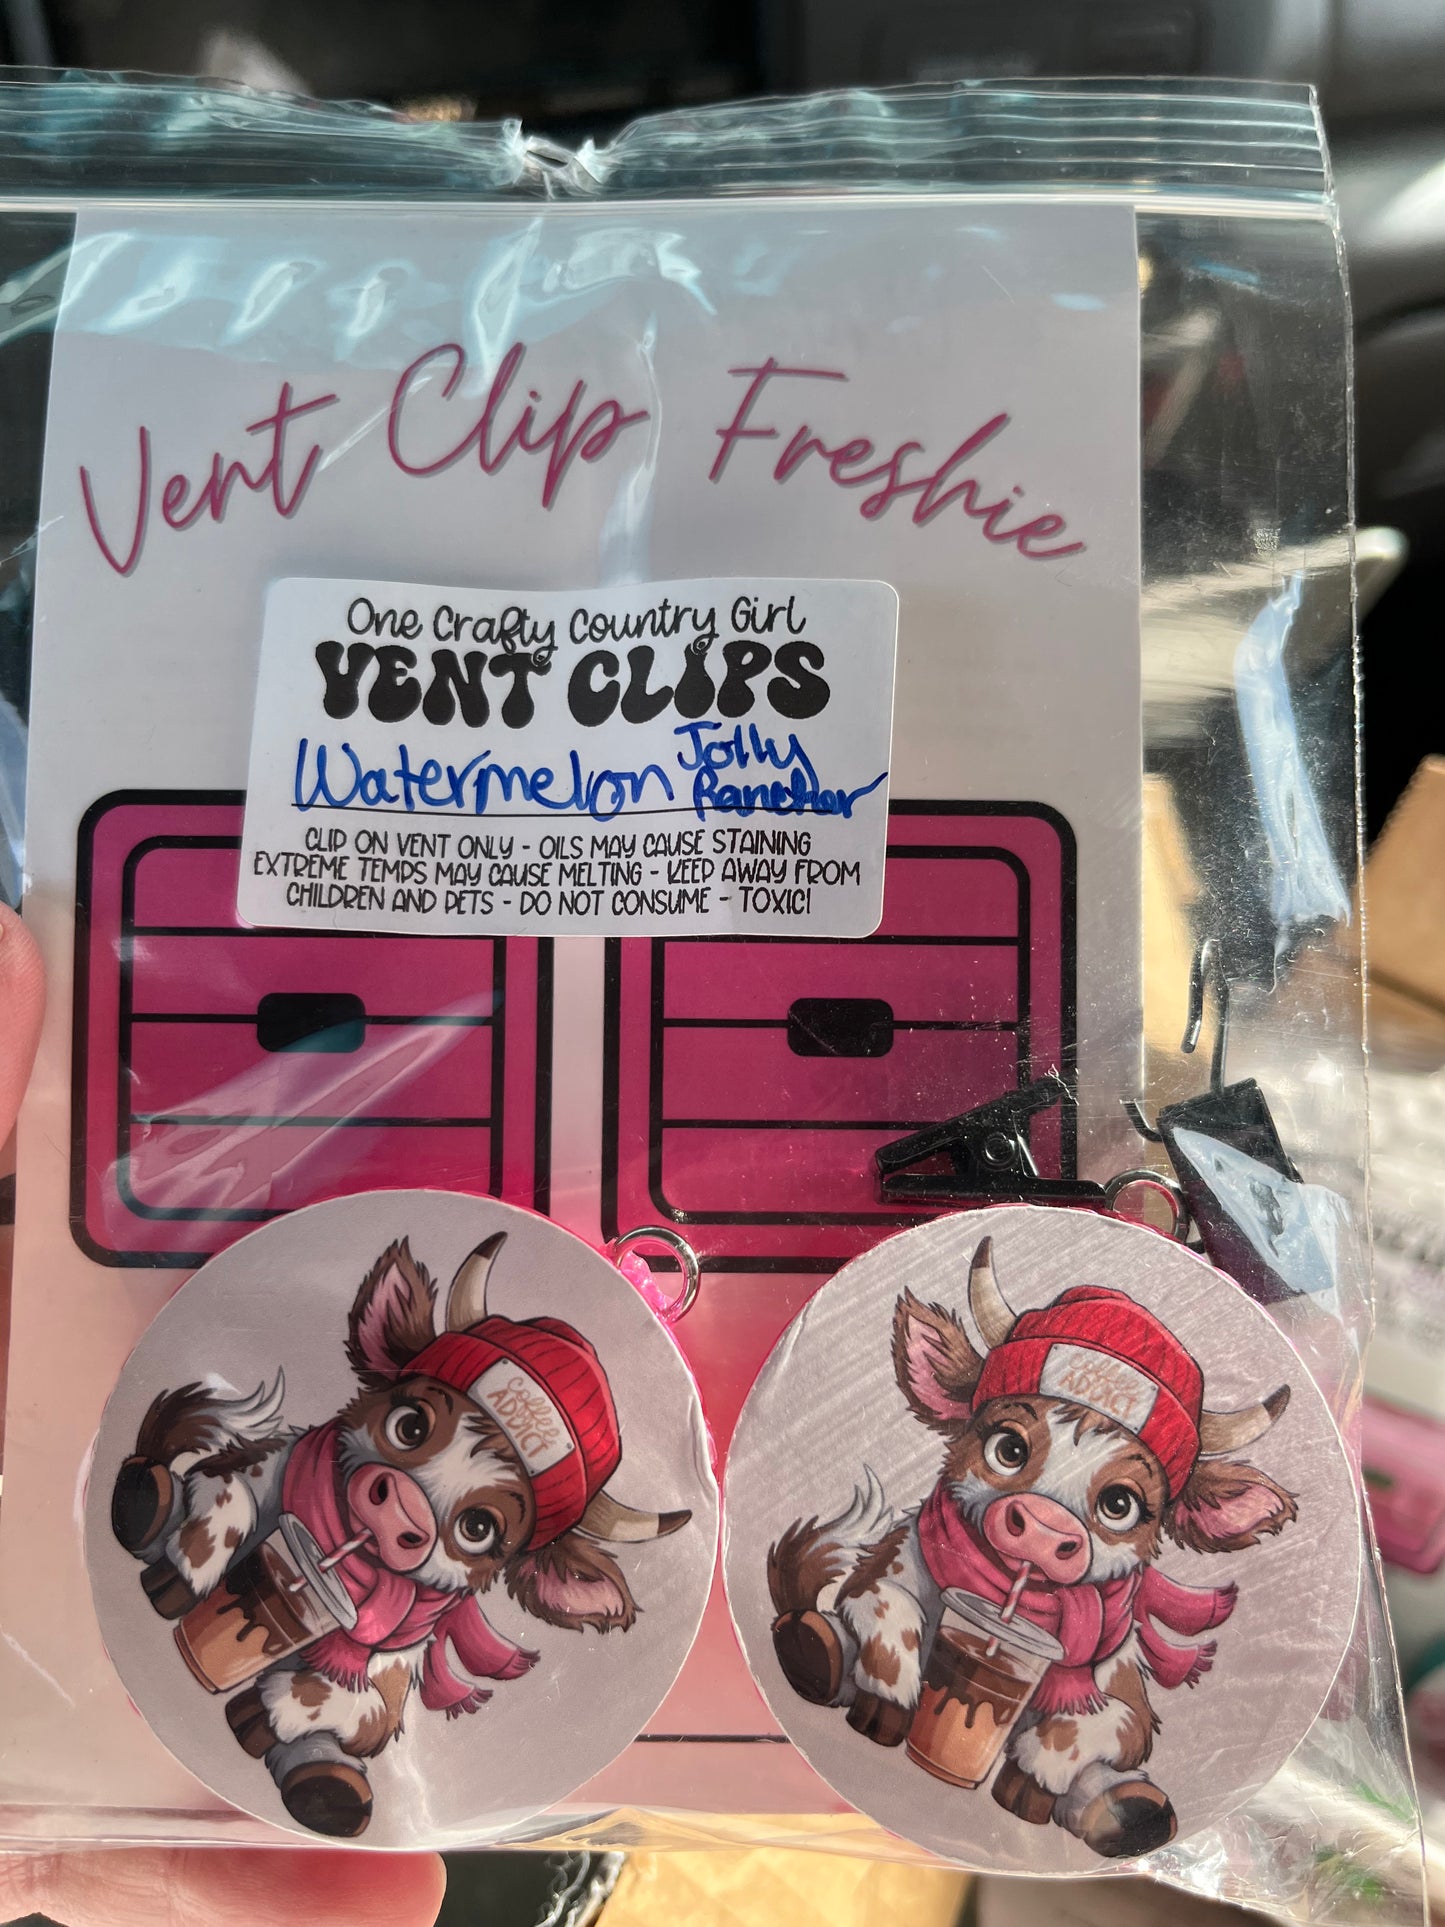 Vent Clip Freshie
One Crafty Country Girl
VENT CLIPS
Watermelon Jolly
Rancher
CLIP ON VENT ONLY - OILS MAY CAUSE STAINING
EXTREME TEMPS MAY CAUSE MELTING - KEEP AWAY FROM
CHILDREN AND PETS - DO NOT CONSUME - TOXIC!
coffee
ADDICT
coffee
ADDICT